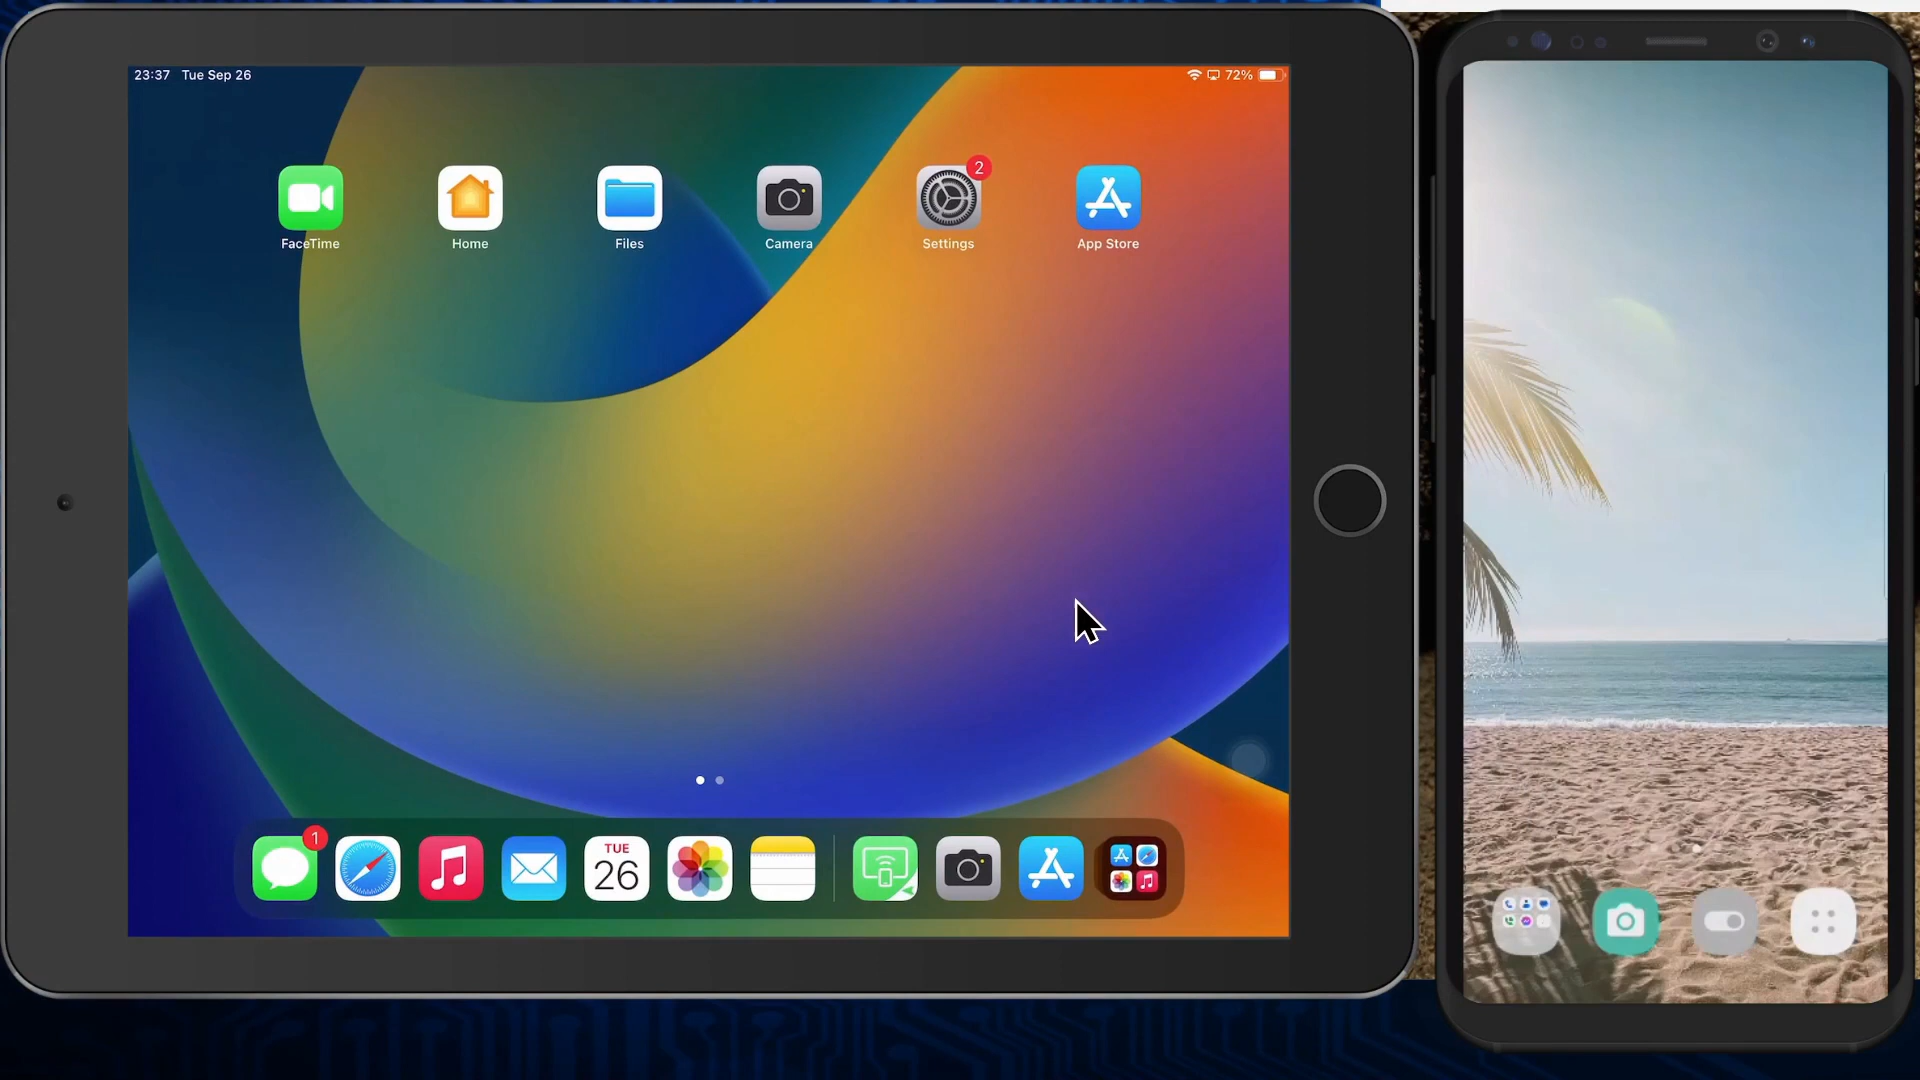 23:37 Tue Sep 26
72%
2
FaceTime
Home
Files
Camera
Settings
App Store
1
TUE
26